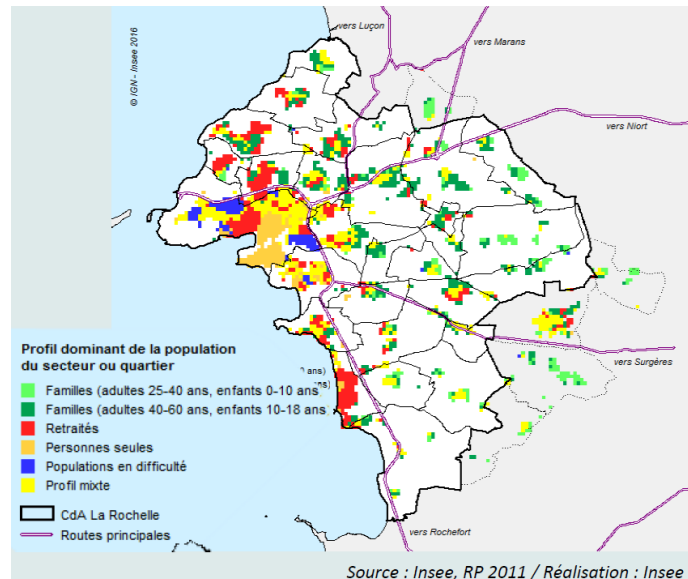 © IGN - Insee 2016
vers Luçon
vers Marans
vers Niort
vers Surgères
vers Rochefort
Profil dominant de la population
du secteur ou quartier
Familles (adultes 25-40 ans, enfants 0-10 ans
0 ans)
Familles (adultes 40-60 ans, enfants 10-18 ans
ns)
Retraités
Personnes seules
Populations en difficulté
Profil mixte
CdA La Rochelle
Routes principales
Source : Insee, RP 2011 / Réalisation : Insee